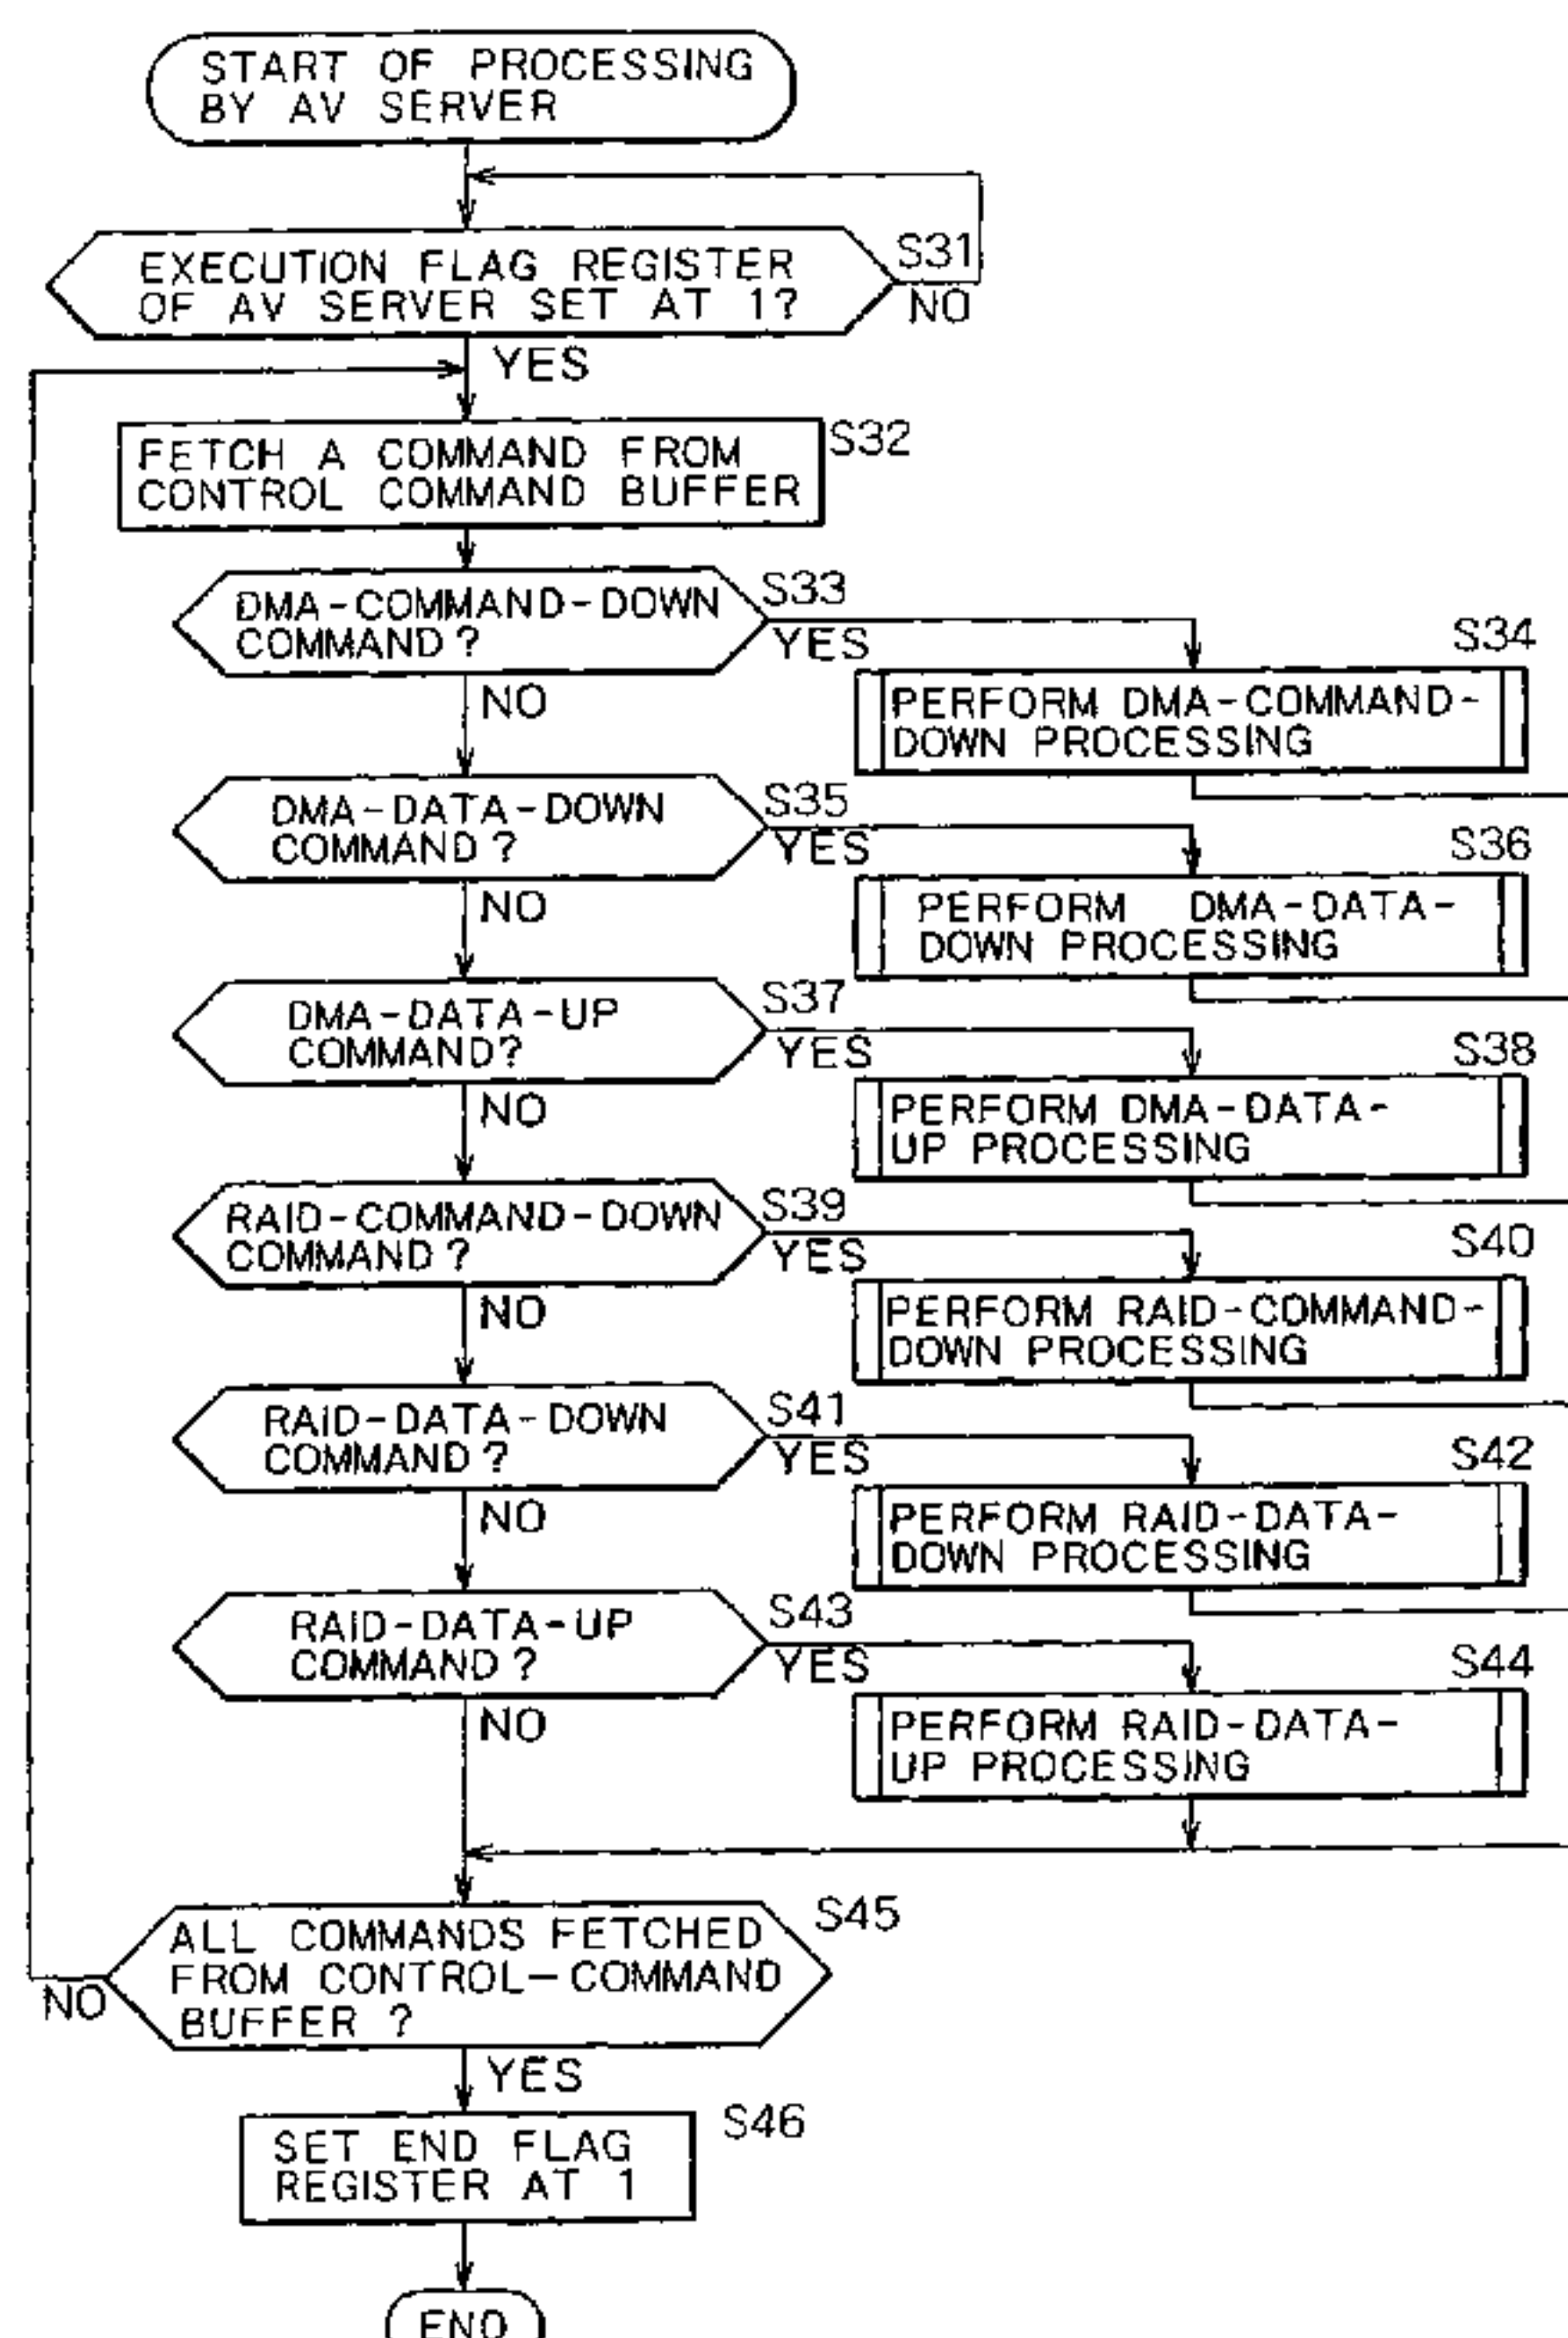 START OF PROCESSING
BY AV SERVER
EXECUTION FLAG REGISTER
OF AV SERVER SET AT 1?
S31
NO
YES
FETCH A COMMAND FROM
CONTROL COMMAND BUFFER
S32
DMA-COMMAND-DOWN
COMMAND?
S33
YES
NO
S34
PERFORM DMA-COMMAND-
DOWN PROCESSING
DMA-DATA-DOWN
COMMAND?
S35
YES
NO
S36
PERFORM DMA-DATA-
DOWN PROCESSING
DMA-DATA-UP
COMMAND?
S37
YES
NO
S38
PERFORM DMA-DATA-
UP PROCESSING
RAID-COMMAND-DOWN
COMMAND?
S39
YES
NO
S40
PERFORM RAID-COMMAND-
DOWN PROCESSING
RAID-DATA-DOWN
COMMAND?
S41
YES
NO
S42
PERFORM RAID-DATA-
DOWN PROCESSING
RAID-DATA-UP
COMMAND?
S43
YES
NO
S44
PERFORM RAID-DATA-
UP PROCESSING
ALL COMMANDS FETCHED
FROM CONTROL-COMMAND
BUFFER ?
S45
NO
YES
SET END FLAG
REGISTER AT 1
S46
END